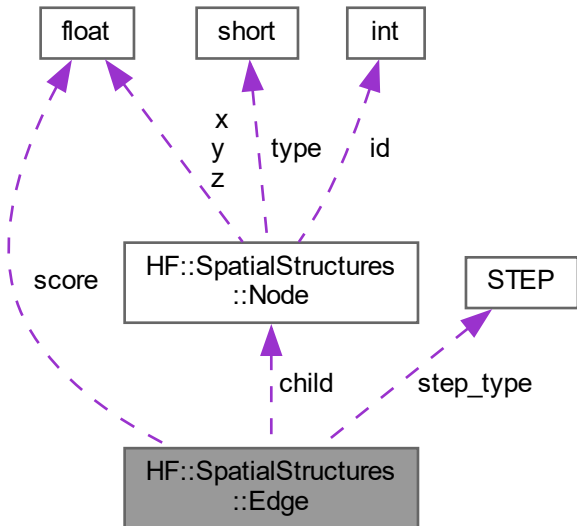 float
short
int
x
y
z
type
id
HF::SpatialStructures
::Node
STEP
score
child
step_type
HF::SpatialStructures
::Edge